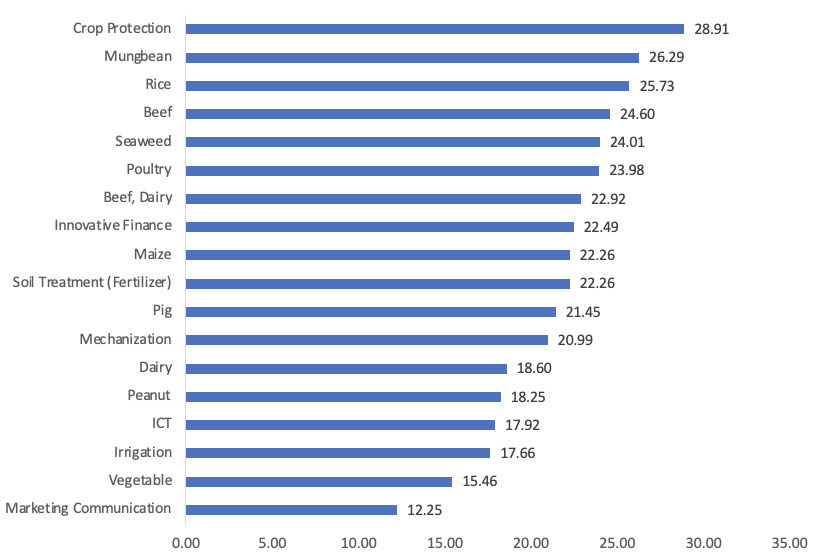 Crop Protection 28.91
Mungbean 26.29
Rice 25.73
Beef 24.60
Seaweed 24.01
Poultry 23.98
Beef, Dairy 22.92
Innovative Finance 22.49
Maize 22.26
Soil Treatment (Fertilizer) 22.26
Pig 21.45
Mechanization 20.99
Dairy 18.60
Peanut 18.25
ICT 17.92
Irrigation 17.66
Vegetable 15.46
Marketing Communication 12.25
0.00 5.00 10.00 15.00 20.00 25.00 30.00 35.00